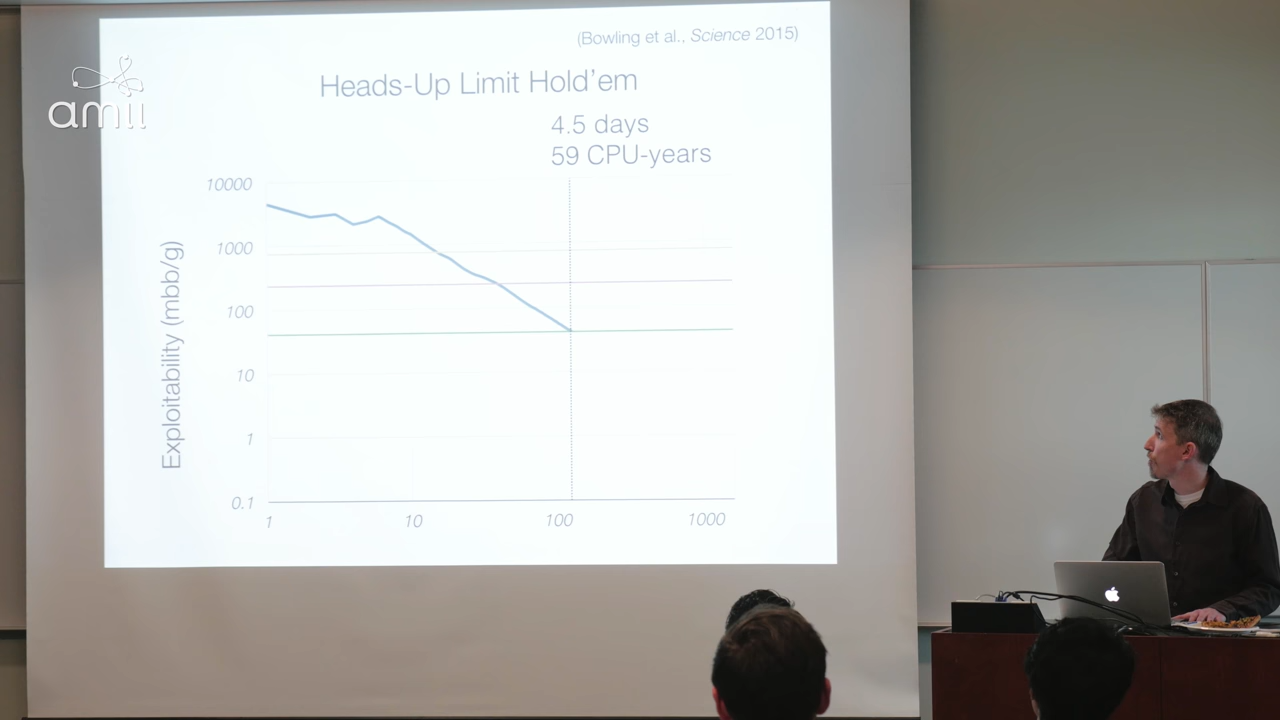 (Bowling et al., Science 2015)
amii
Heads-Up Limit Hold'em
4.5 days
59 CPU-years
Exploitability (mbb/g)
10000
1000
100
10
1
0.1
1
10
100
1000